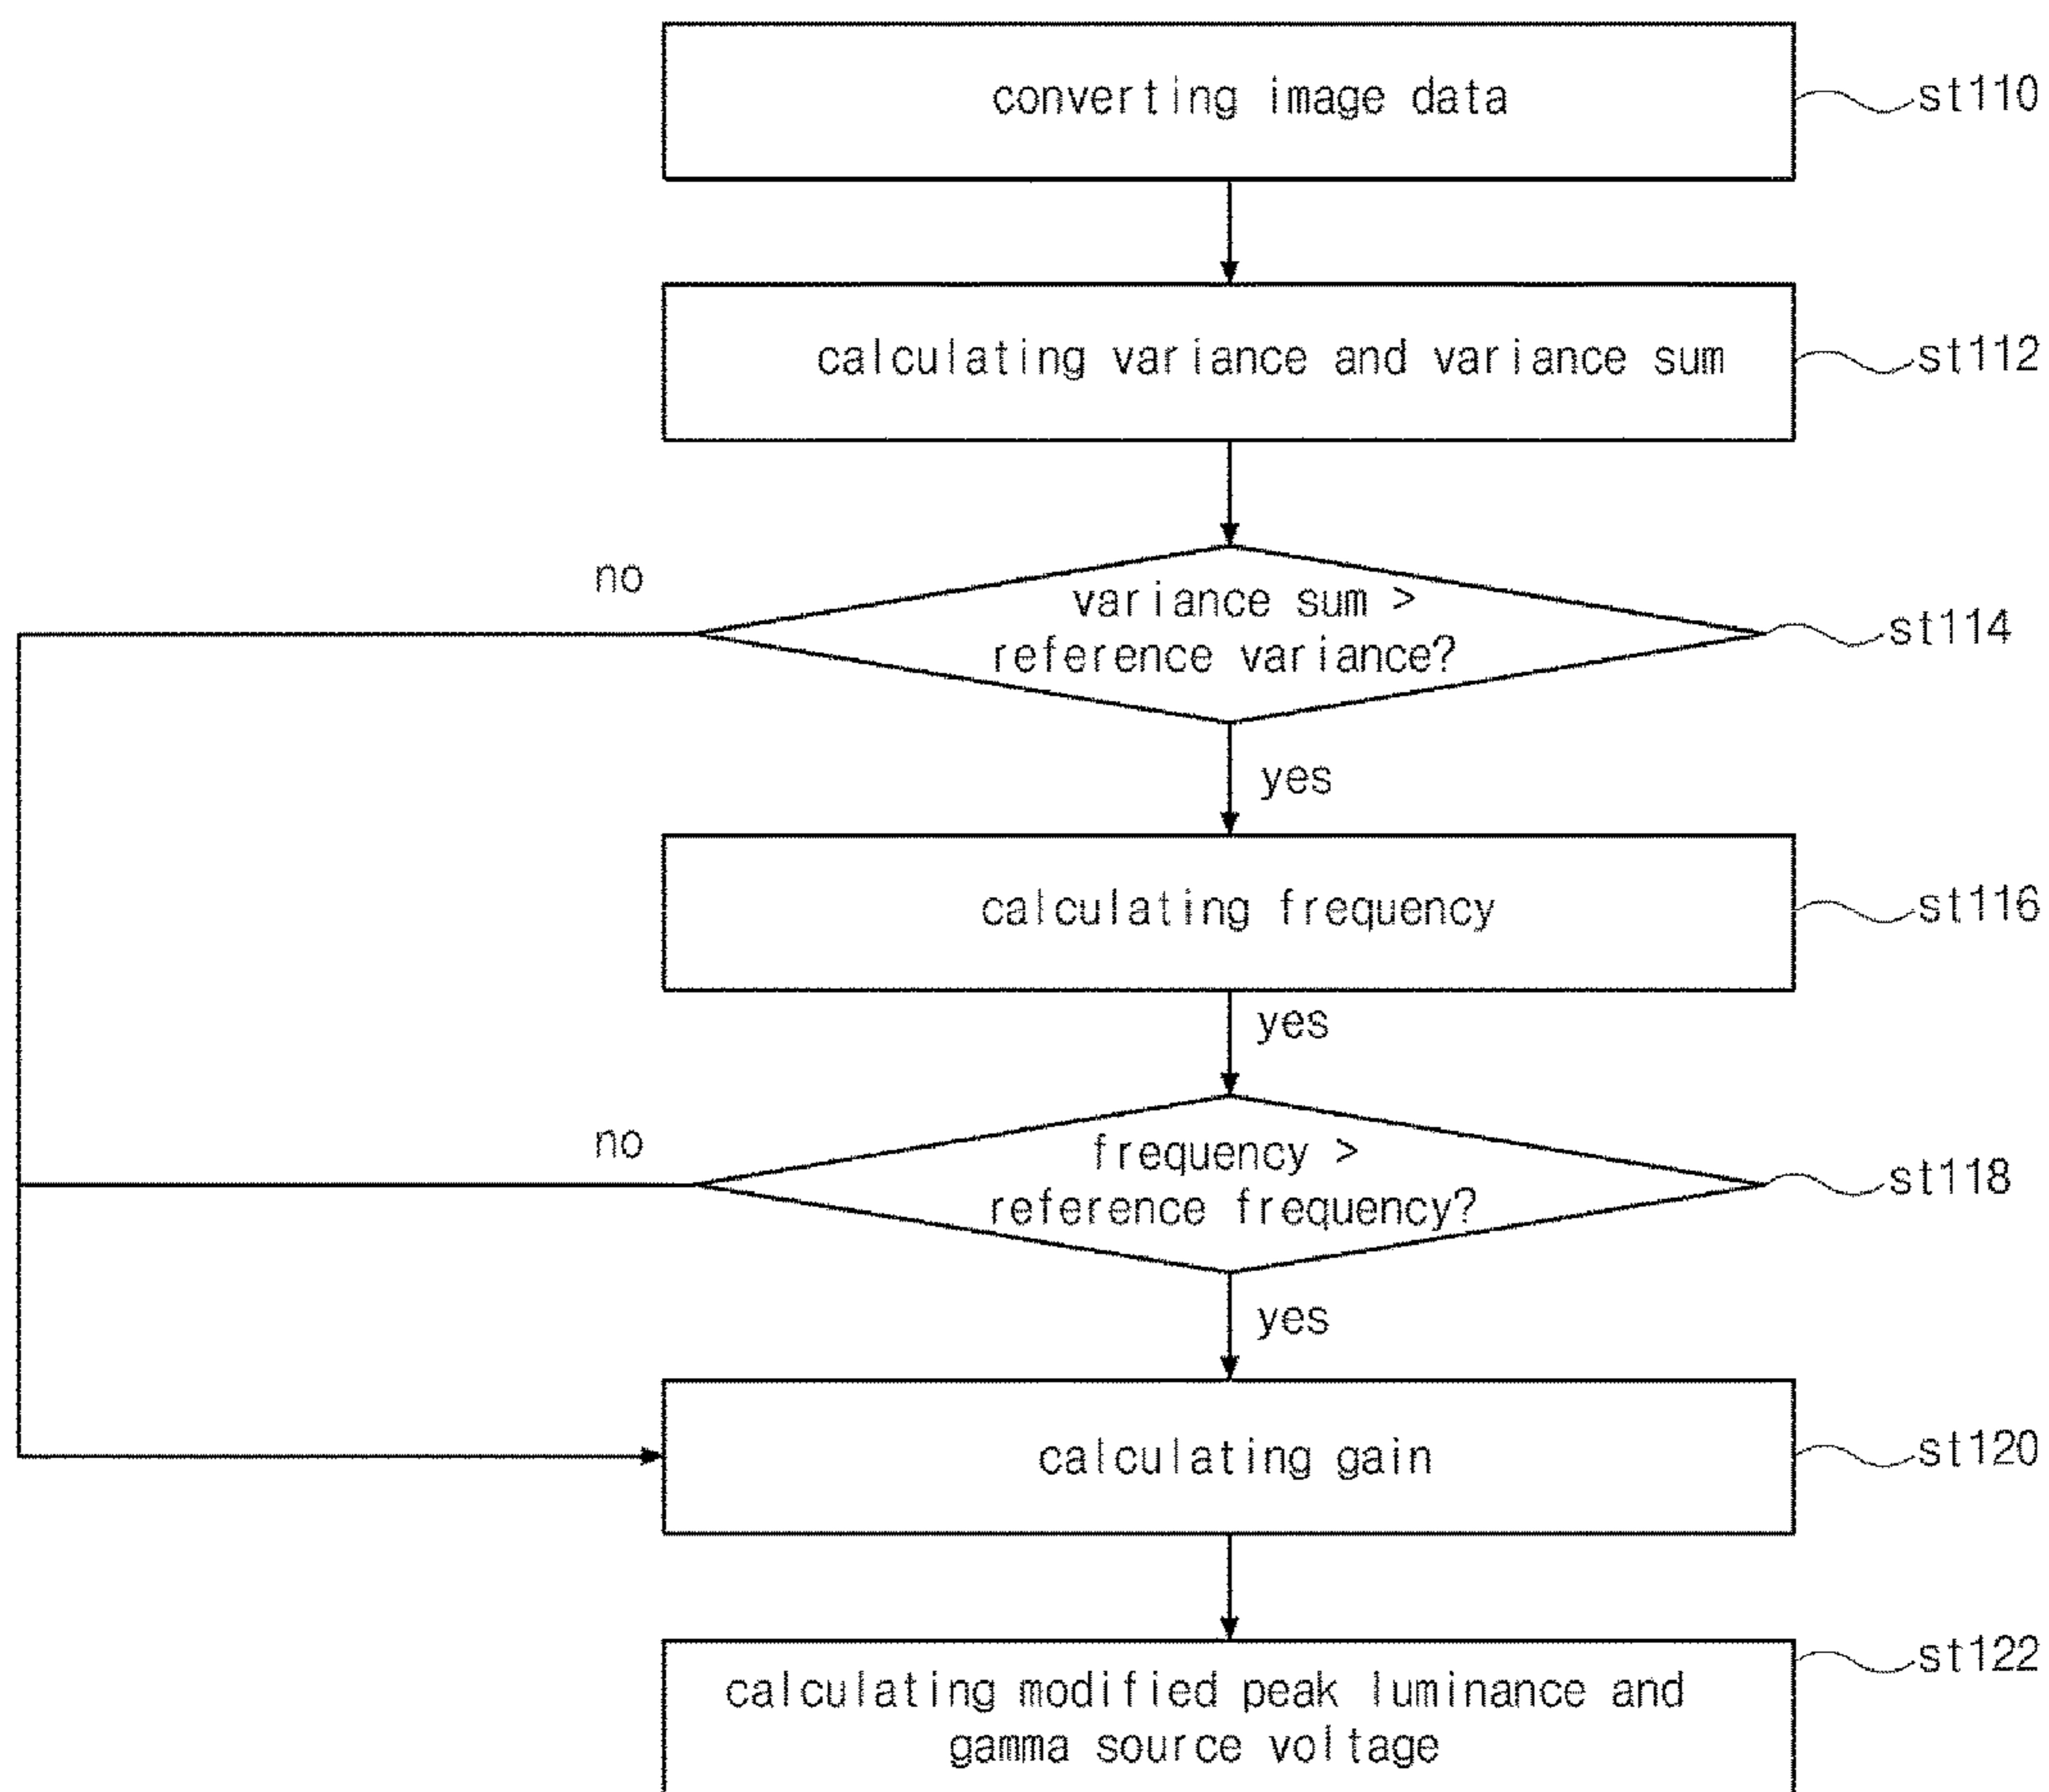 converting image data
st110
calculating variance and variance sum
st112
no
variance sum >
reference variance?
st114
yes
calculating frequency
st116
yes
no
frequency >
reference frequency?
st118
yes
calculating gain
st120
calculating modified peak luminance and
gamma source voltage
st122